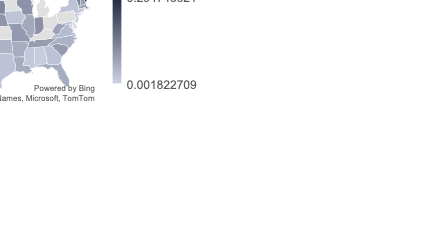 0.001822709
Powered by Bing
Names, Microsoft, TomTom